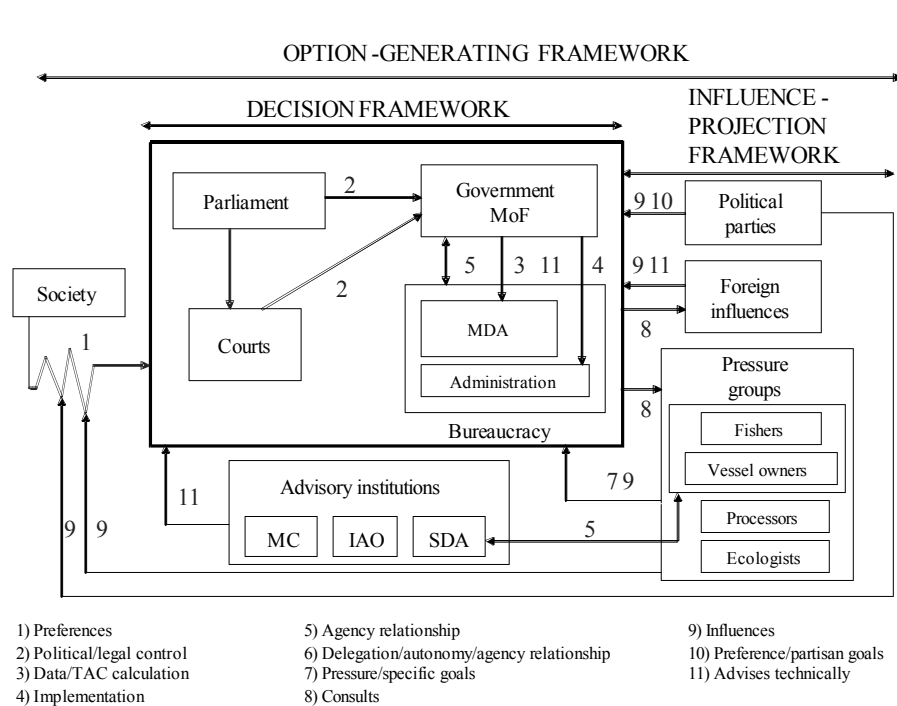 OPTION -GENERATING FRAMEWORK
DECISION FRAMEWORK
INFLUENCE -
PROJECTION
FRAMEWORK
Parliament
2
Government
MoF
9 10
Political
parties
5
3
11
4
9 11
Foreign
influences
Society
2
MDA
8
1
Courts
Administration
Pressure
groups
8
Bureaucracy
Fishers
Vessel owners
11
Advisory institutions
7 9
MC
IAO
SDA
5
Processors
Ecologists
9
9
1) Preferences
2) Political/legal control
3) Data/TAC calculation
4) Implementation
5) Agency relationship
6) Delegation/autonomy/agency relationship
7) Pressure/specific goals
8) Consults
9) Influences
10) Preference/partisan goals
11) Advises technically